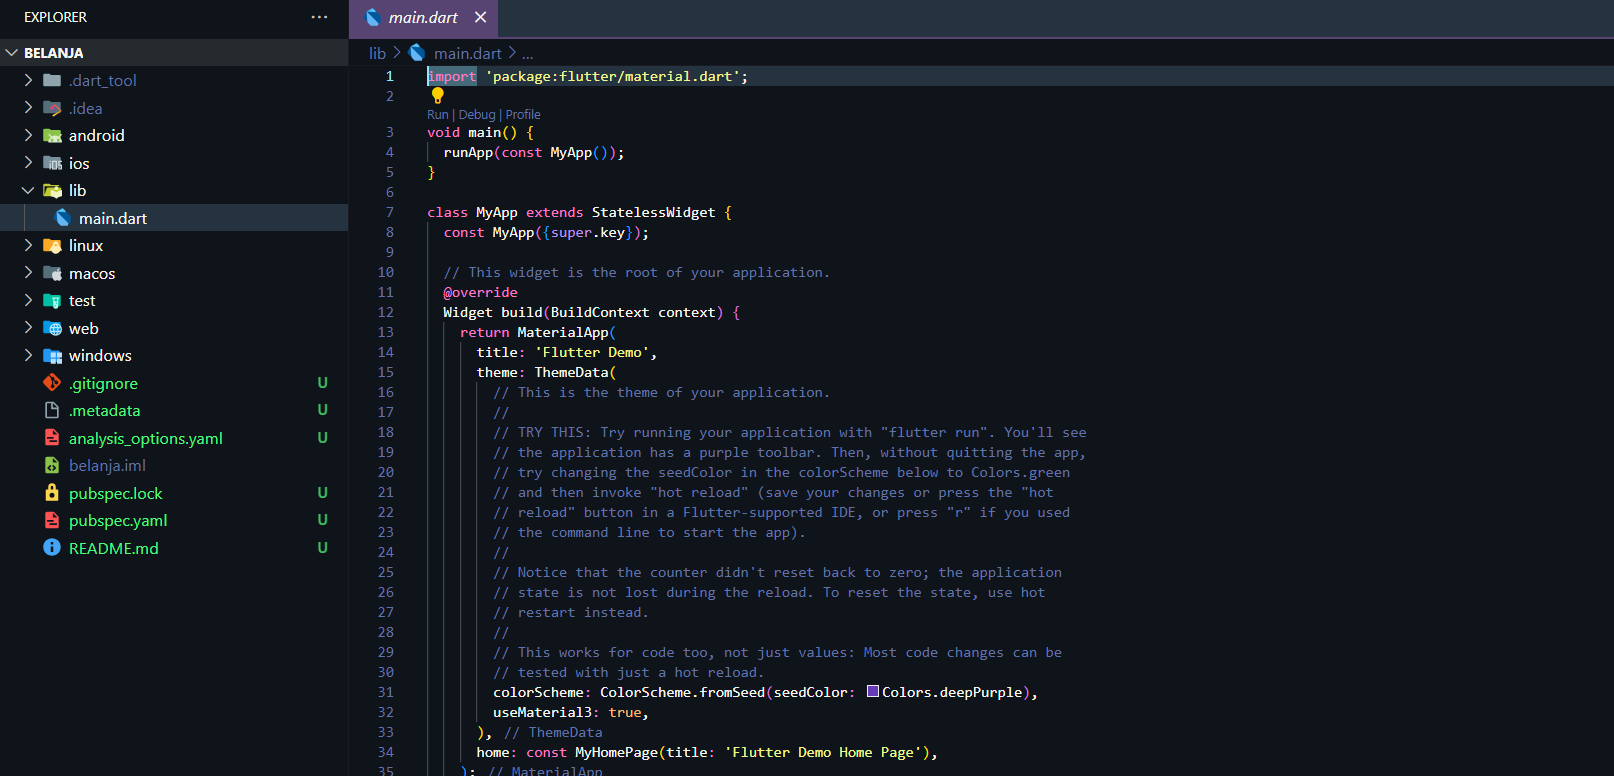 EXPLORER
...
BELANJA
.dart_tool
.idea
android
ios
lib
main.dart
linux
macos
test
web
windows
.gitignore U
.metadata U
analysis_options.yaml U
belanja.iml
pubspec.lock U
pubspec.yaml U
README.md U
main.dart
lib > main.dart > ...
1 import 'package:flutter/material.dart';
2
Run | Debug | Profile
3 void main() {
4 runApp(const MyApp());
5 }
6
7 class MyApp extends StatelessWidget {
8 const MyApp({super.key});
9
10 // This widget is the root of your application.
11 @override
12 Widget build(BuildContext context) {
13 return MaterialApp(
14 title: 'Flutter Demo',
15 theme: ThemeData(
16 // This is the theme of your application.
17 //
18 // TRY THIS: Try running your application with "flutter run". You'll see
19 // the application has a purple toolbar. Then, without quitting the app,
20 // try changing the seedColor in the colorScheme below to Colors.green
21 // and then invoke "hot reload" (save your changes or press the "hot
22 // reload" button in a Flutter-supported IDE, or press "r" if you used
23 // the command line to start the app).
24 //
25 // Notice that the counter didn't reset back to zero; the application
26 // state is not lost during the reload. To reset the state, use hot
27 // restart instead.
28 //
29 // This works for code too, not just values: Most code changes can be
30 // tested with just a hot reload.
31 colorScheme: ColorScheme.fromSeed(seedColor: Colors.deepPurple),
32 useMaterial3: true,
33 ), // ThemeData
34 home: const MyHomePage(title: 'Flutter Demo Home Page'),
35 ); // MaterialApp